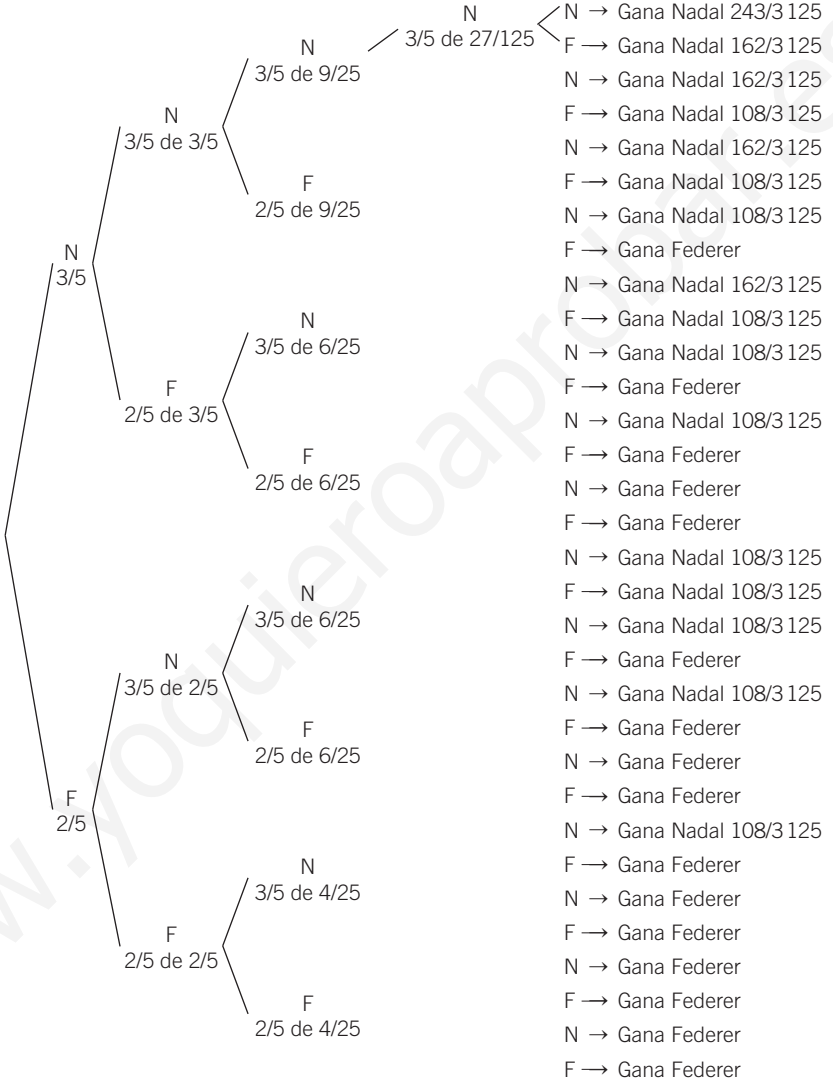 N
3/5
F
2/5
N
3/5 de 3/5
F
2/5 de 3/5
N
3/5 de 2/5
F
2/5 de 2/5
N
3/5 de 9/25
F
2/5 de 9/25
N
3/5 de 6/25
F
2/5 de 6/25
N
3/5 de 6/25
F
2/5 de 6/25
N
3/5 de 4/25
F
2/5 de 4/25
N
3/5 de 27/125
N → Gana Nadal 243/3 125
F → Gana Nadal 162/3 125
N → Gana Nadal 162/3 125
F → Gana Nadal 108/3 125
N → Gana Nadal 162/3 125
F → Gana Nadal 108/3 125
N → Gana Nadal 108/3 125
F → Gana Federer
N → Gana Nadal 162/3 125
F → Gana Nadal 108/3 125
N → Gana Nadal 108/3 125
F → Gana Federer
N → Gana Nadal 108/3 125
F → Gana Federer
N → Gana Federer
F → Gana Federer
N → Gana Nadal 108/3 125
F → Gana Nadal 108/3 125
N → Gana Nadal 108/3 125
F → Gana Federer
N → Gana Nadal 108/3 125
F → Gana Federer
N → Gana Federer
F → Gana Federer
N → Gana Nadal 108/3 125
F → Gana Federer
N → Gana Federer
F → Gana Federer
N → Gana Federer
F → Gana Federer
N → Gana Federer
F → Gana Federer
w.yoquieroaprobar.es